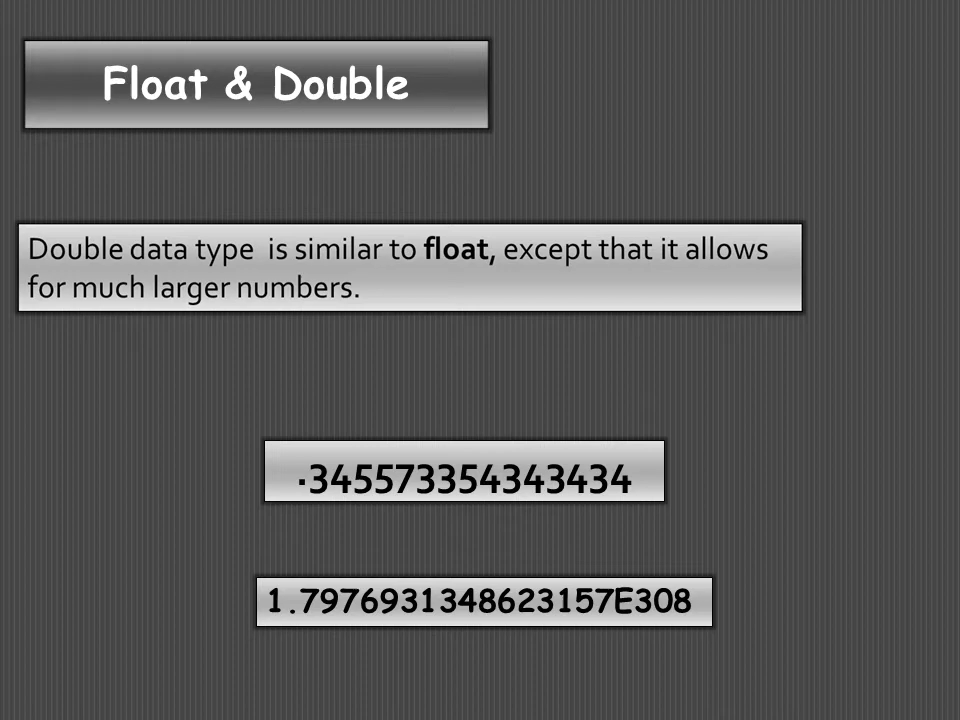 Float & Double
Double data type  is similar to float, except that it allows
for much larger numbers.
.345573354343434
1.7976931348623157E308